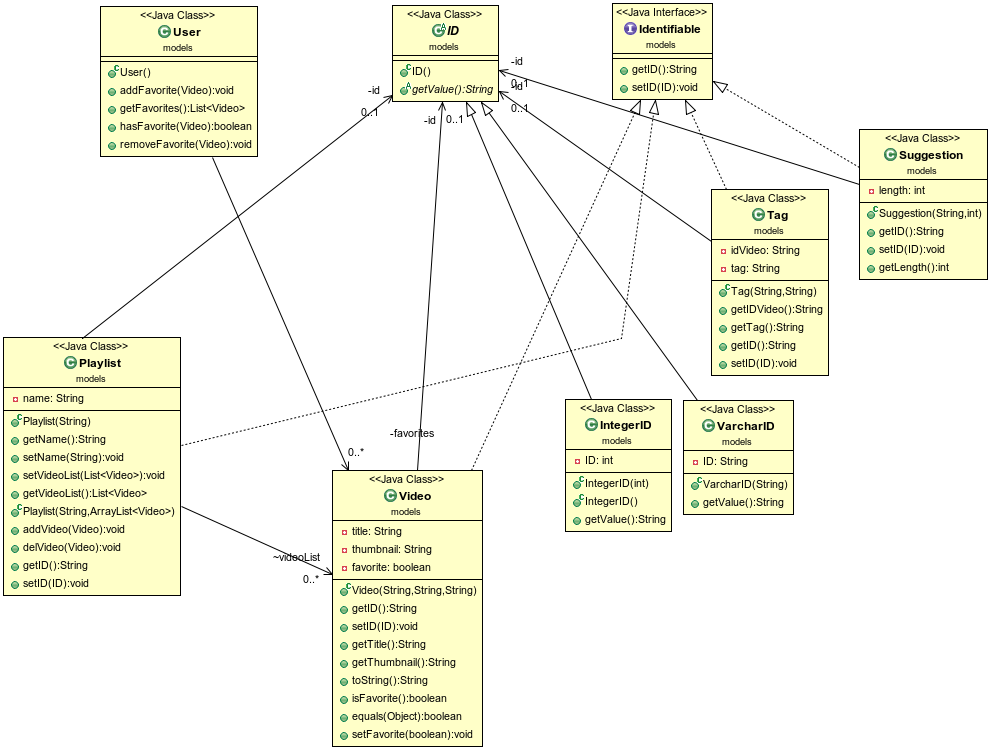 <<Java Class>>
User
models
User()
addFavorite(Video):void
getFavorites():List<Video>
hasFavorite(Video):boolean
removeFavorite(Video):void
<<Java Class>>
ID
models
ID()
getValue():String
<<Java Interface>>
Identifiable
models
getID():String
setID(ID):void
<<Java Class>>
Suggestion
models
length: int
Suggestion(String,int)
getID():String
setID(ID):void
getLength():int
-id
0..1
-id
0..1
-id
0..1
-id
0..1
<<Java Class>>
Tag
models
idVideo: String
tag: String
Tag(String,String)
getIDVideo():String
getTag():String
getID():String
setID(ID):void
<<Java Class>>
Playlist
models
name: String
Playlist(String)
getName():String
setName(String):void
setVideoList(List<Video>):void
getVideoList():List<Video>
Playlist(String,ArrayList<Video>)
addVideo(Video):void
delVideo(Video):void
getID():String
setID(ID):void
-favorites
0..*
~videoList
0..*
<<Java Class>>
Video
models
title: String
thumbnail: String
favorite: boolean
Video(String,String,String)
getID():String
setID(ID):void
getTitle():String
getThumbnail():String
toString():String
isFavorite():boolean
equals(Object):boolean
setFavorite(boolean):void
<<Java Class>>
IntegerID
models
ID: int
IntegerID(int)
IntegerID()
getValue():String
<<Java Class>>
VarcharID
models
ID: String
VarcharID(String)
getValue():String